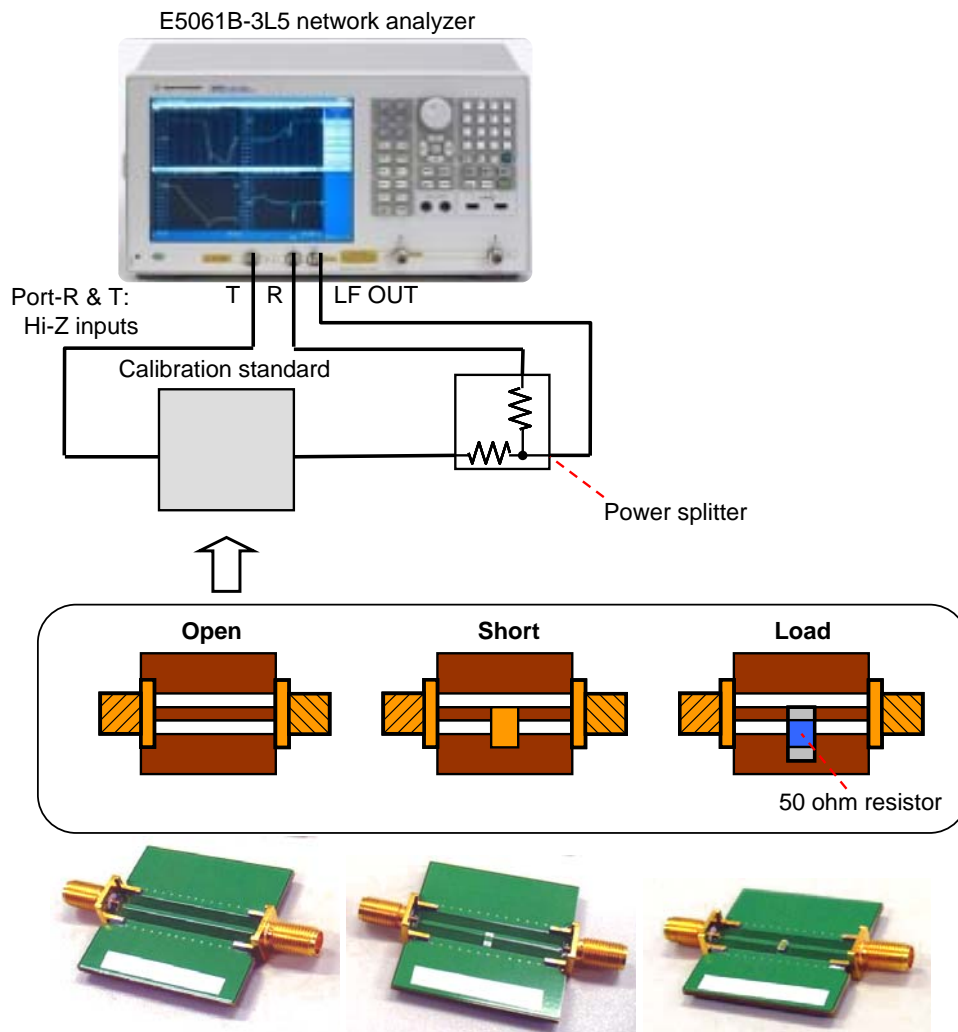 E5061B-3L5 network analyzer
T R LF OUT
Port-R & T:
Hi-Z inputs
Calibration standard
Power splitter
Open Short Load
50 ohm resistor